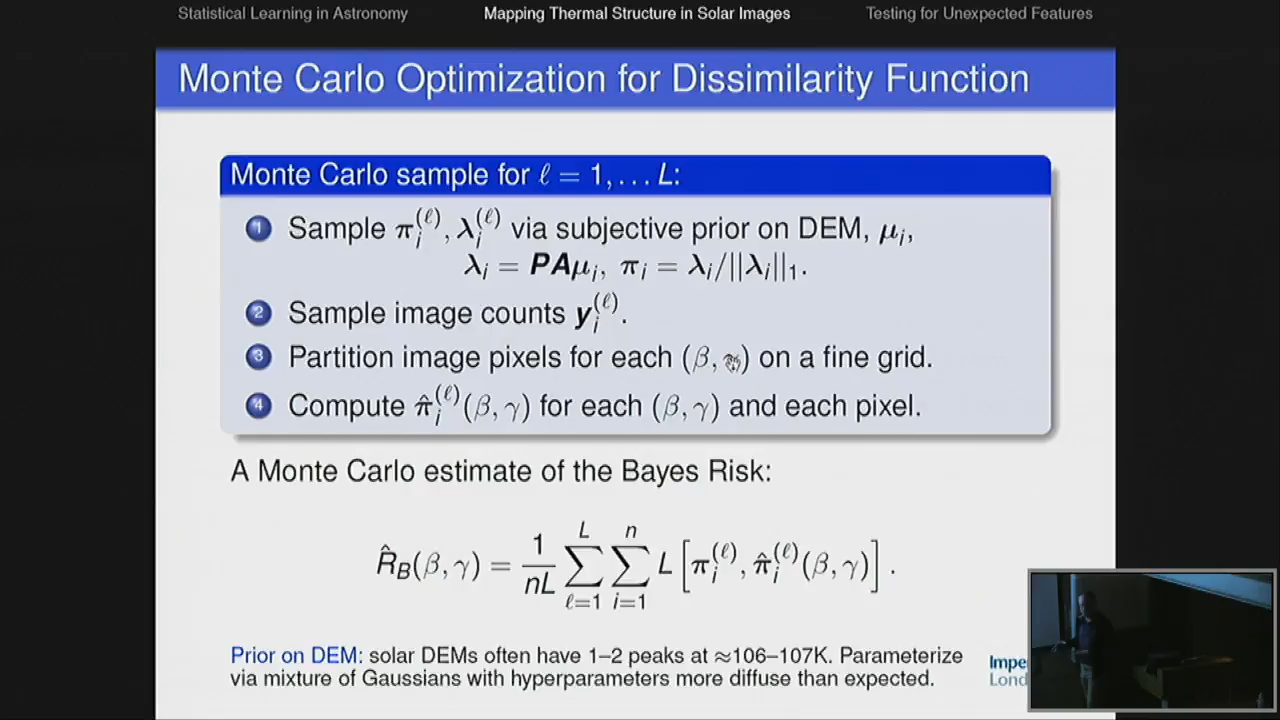 Statistical Learning in Astronomy Mapping Thermal Structure in Solar Images Testing for Unexpected Features
Monte Carlo Optimization for Dissimilarity Function
Monte Carlo sample for ℓ = 1, . . . L:
1 Sample π_i^(ℓ), λ_i^(ℓ) via subjective prior on DEM, μ_i,
λ_i = PAμ_i, π_i = λ_i/||λ_i||_1.
2 Sample image counts y_i^(ℓ).
3 Partition image pixels for each (β, ) on a fine grid.
4 Compute π̂_i^(ℓ)(β, γ) for each (β, γ) and each pixel.
A Monte Carlo estimate of the Bayes Risk:
R̂_B(β, γ) = 1/nL ∑_{ℓ=1}^{L} ∑_{i=1}^{n} L [π_i^(ℓ), π̂_i^(ℓ)(β, γ)] .
Prior on DEM: solar DEMs often have 1–2 peaks at ≈106–107K. Parameterize
via mixture of Gaussians with hyperparameters more diffuse than expected.